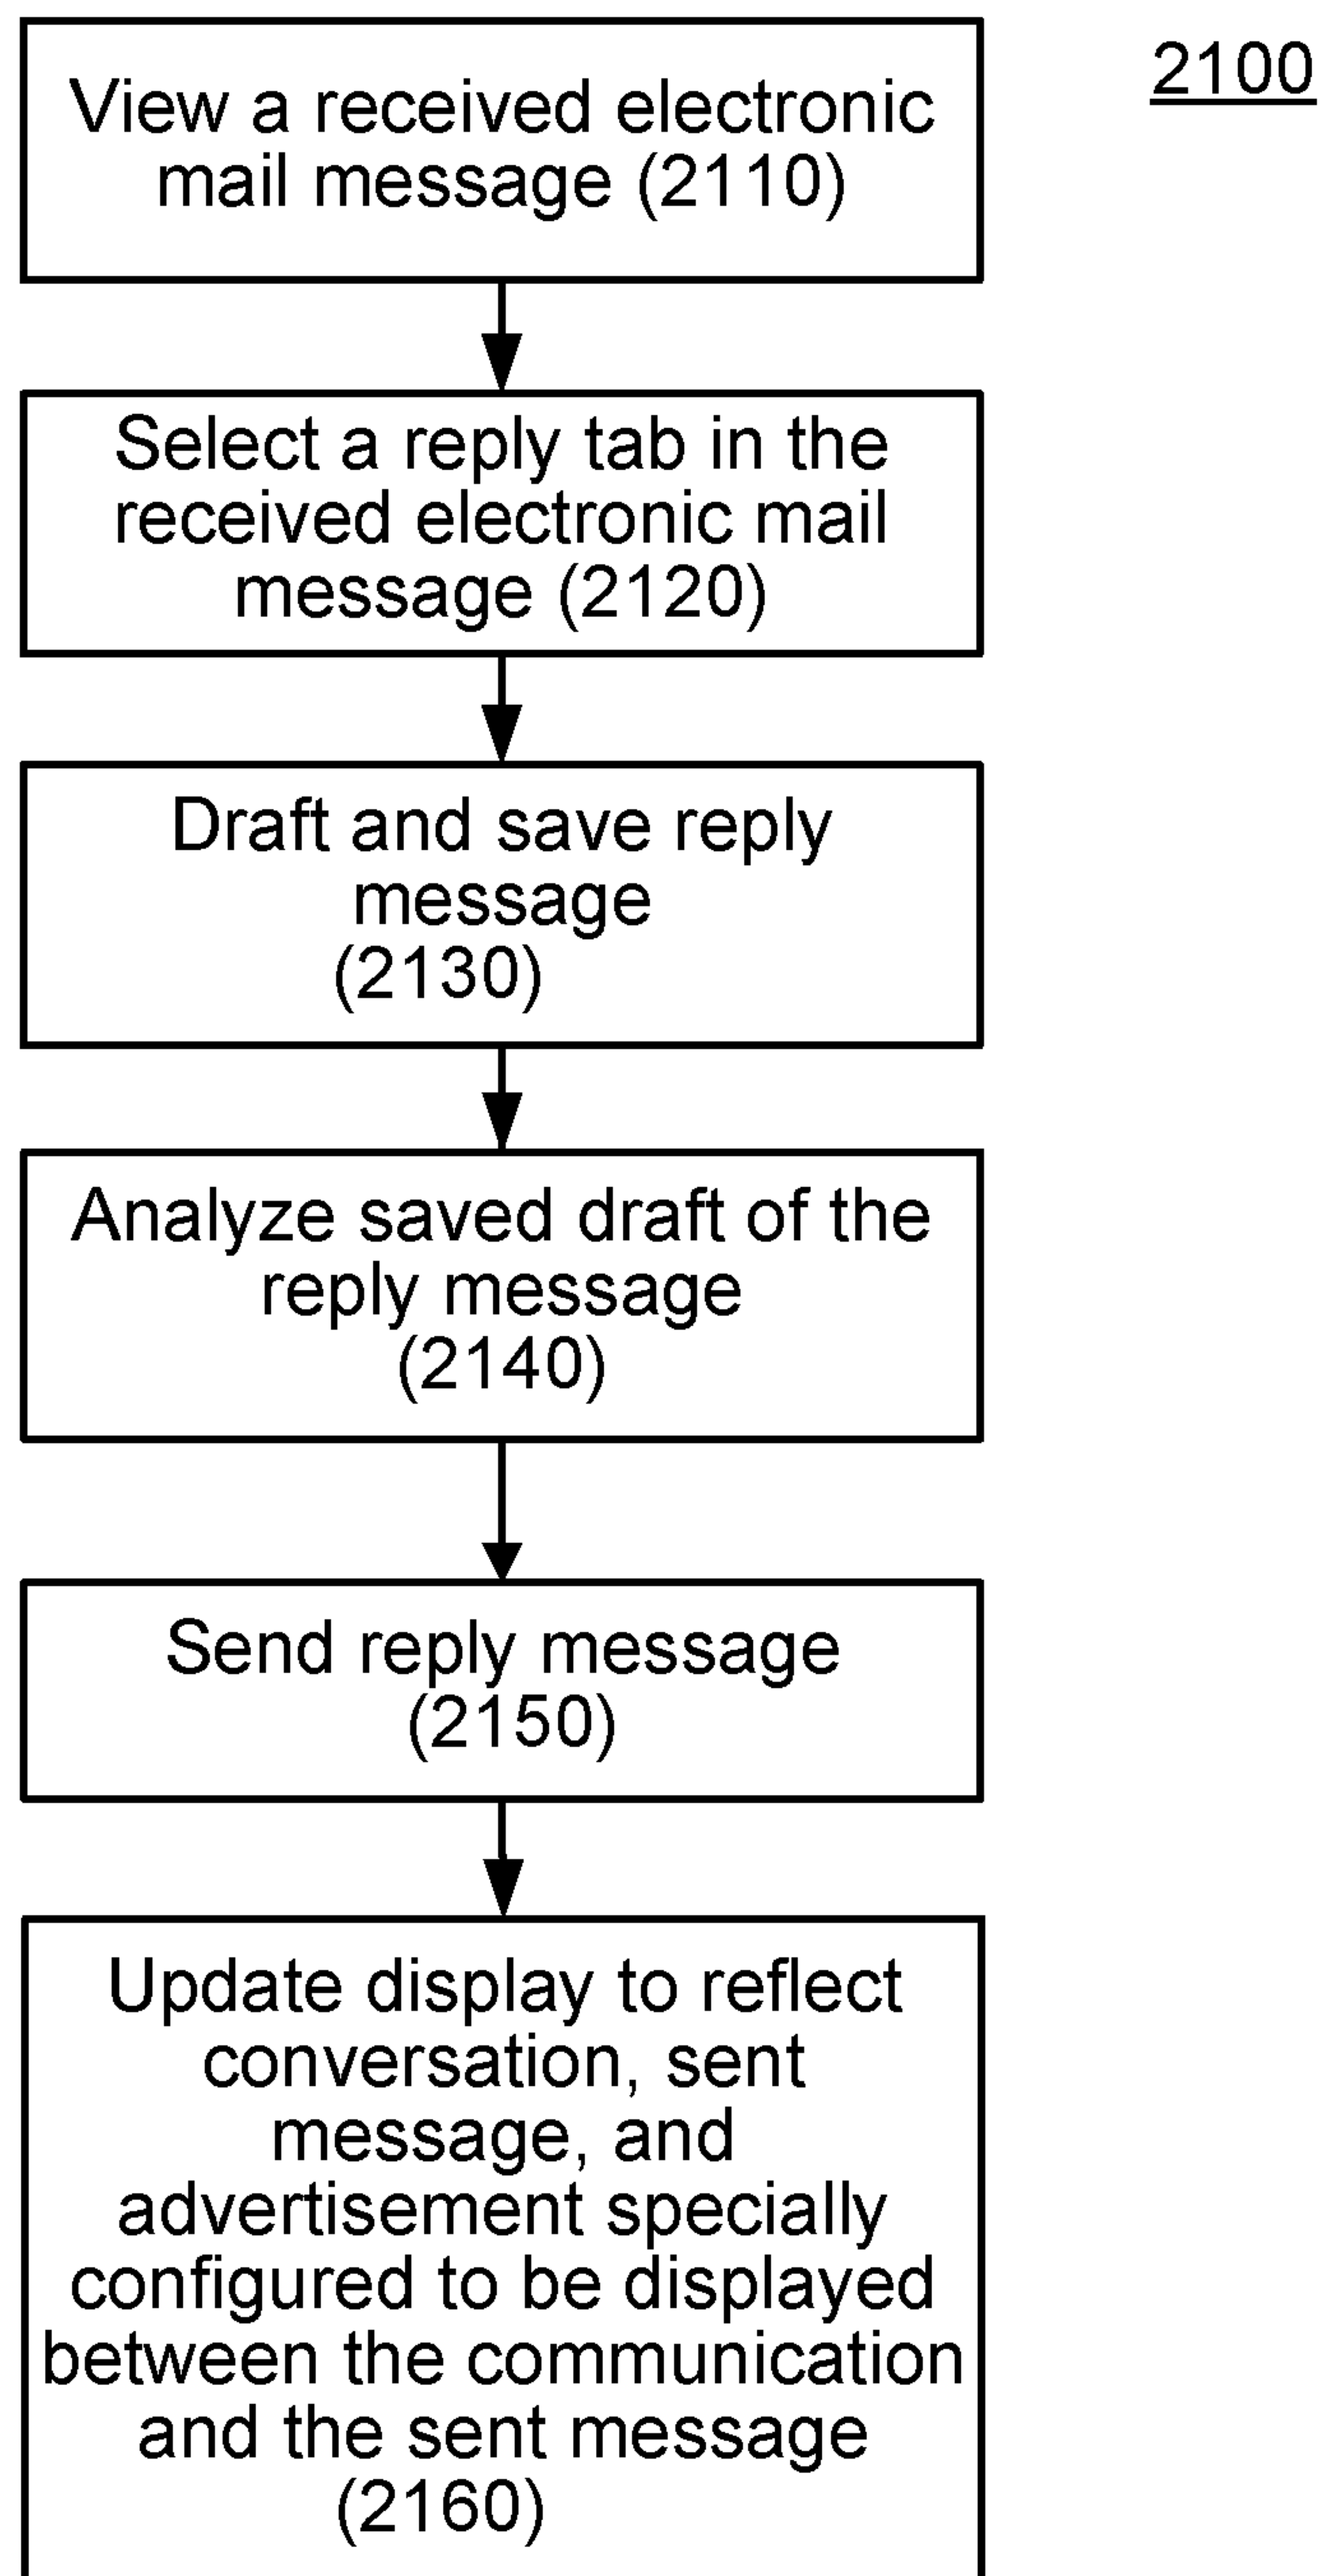 2100
View a received electronic
mail message (2110)
Select a reply tab in the
received electronic mail
message (2120)
Draft and save reply
message
(2130)
Analyze saved draft of the
reply message
(2140)
Send reply message
(2150)
Update display to reflect
conversation, sent
message, and
advertisement specially
configured to be displayed
between the communication
and the sent message
(2160)